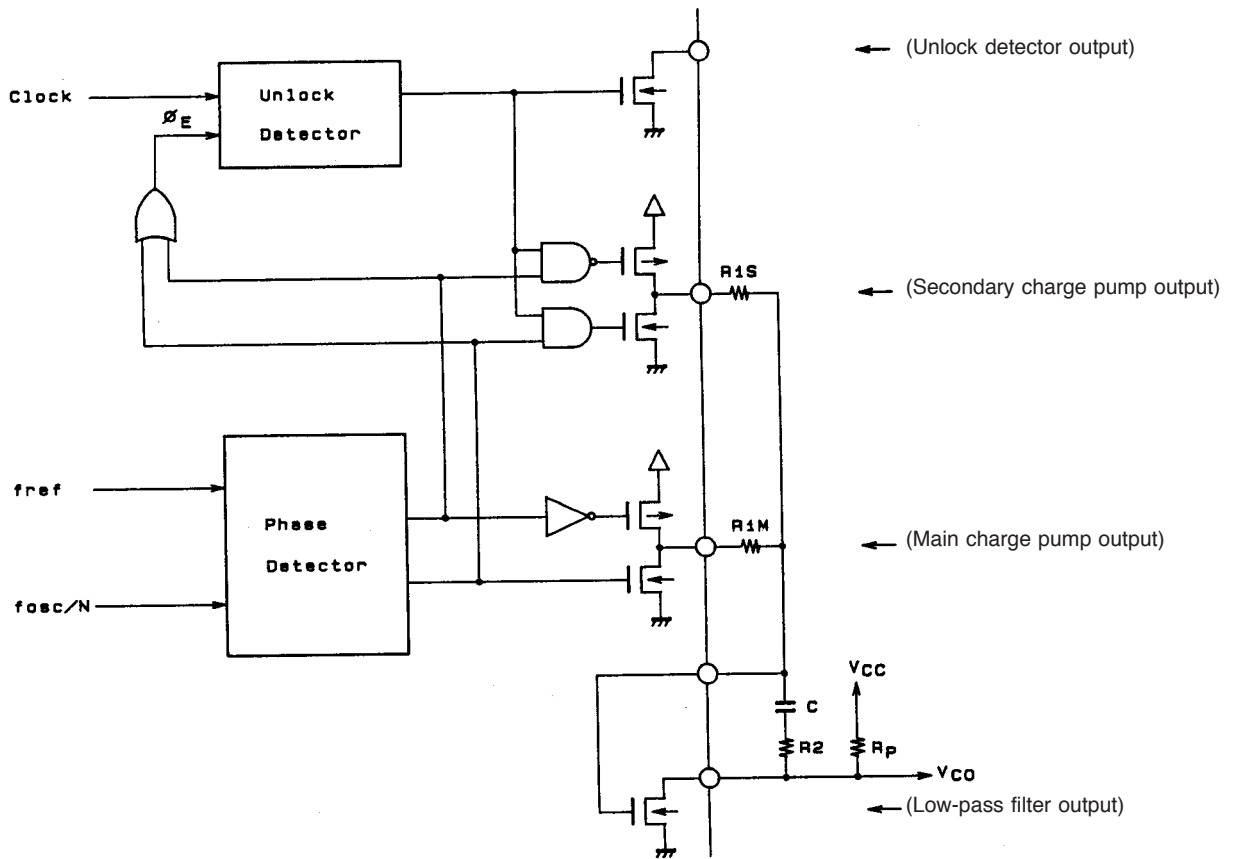 (Unlock detector output)
Clock
Unlock
Detector
øE
R1S
(Secondary charge pump output)
fref
fosc/N
Phase
Detector
R1M
(Main charge pump output)
VCC
C
R2
Rp
VCO
(Low-pass filter output)